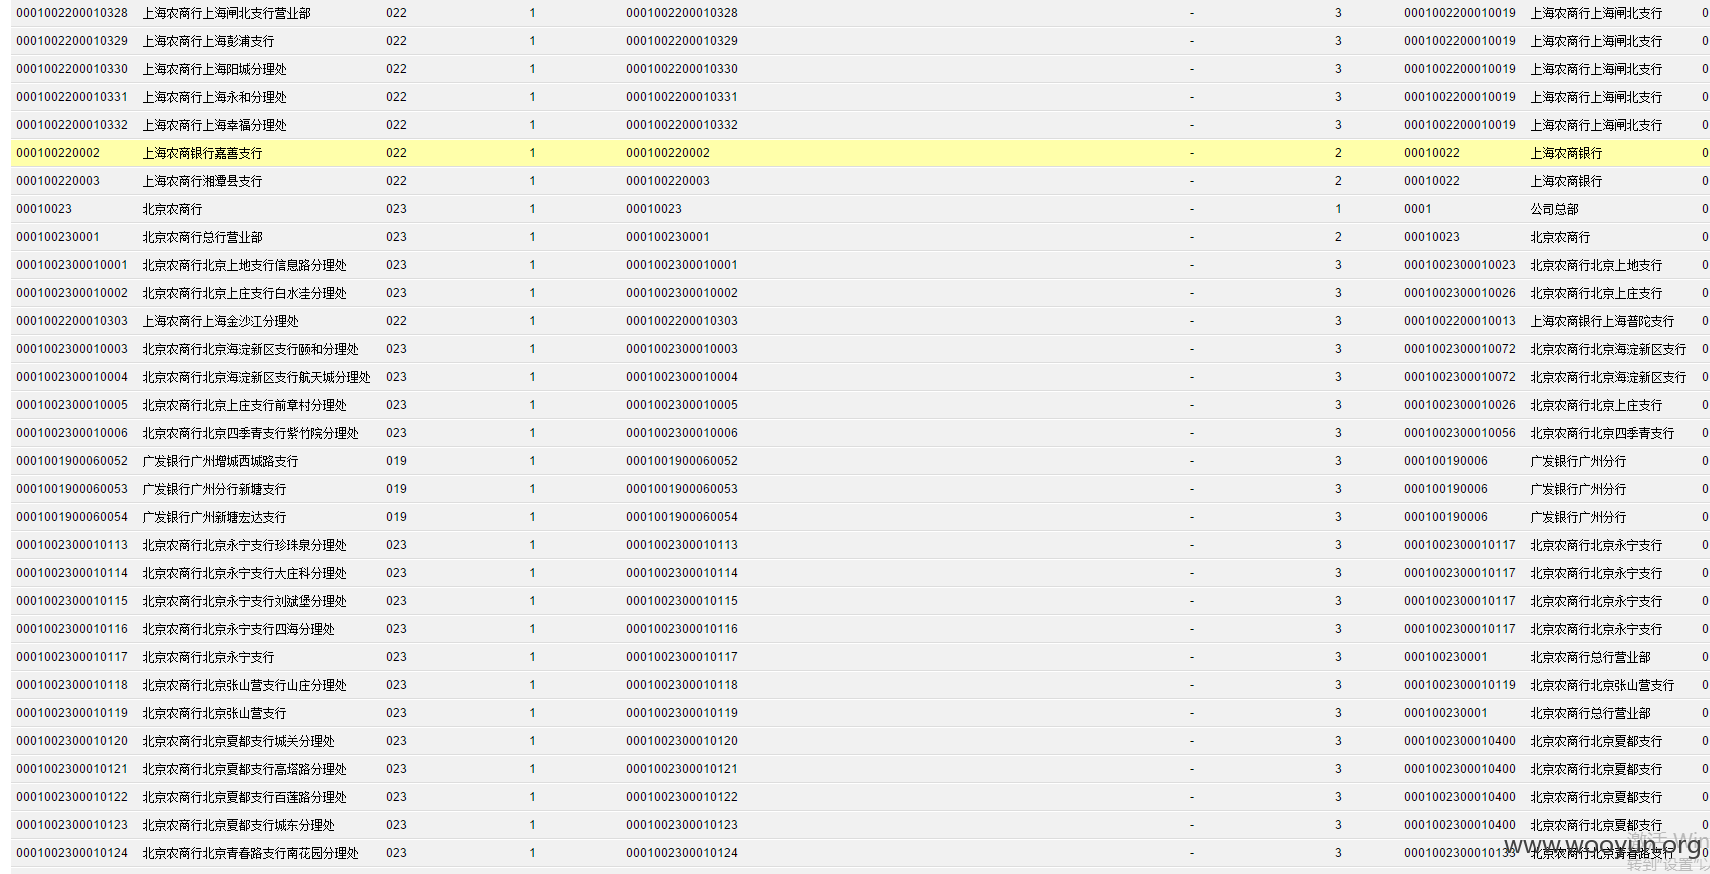 0001002200010328 上海农商行上海闸北支行营业部 022 1 0001002200010328 - 3 0001002200010019 上海农商行上海闸北支行 0
0001002200010329 上海农商行上海彭浦支行 022 1 0001002200010329 - 3 0001002200010019 上海农商行上海闸北支行 0
0001002200010330 上海农商行上海阳城分理处 022 1 0001002200010330 - 3 0001002200010019 上海农商行上海闸北支行 0
0001002200010331 上海农商行上海永和分理处 022 1 0001002200010331 - 3 0001002200010019 上海农商行上海闸北支行 0
0001002200010332 上海农商行上海幸福分理处 022 1 0001002200010332 - 3 0001002200010019 上海农商行上海闸北支行 0
000100220002 上海农商银行嘉善支行 022 1 000100220002 - 2 00010022 上海农商银行 0
000100220003 上海农商行湘潭县支行 022 1 000100220003 - 2 00010022 上海农商银行 0
00010023 北京农商行 023 1 00010023 - 1 0001 公司总部 0
000100230001 北京农商行总行营业部 023 1 000100230001 - 2 00010023 北京农商行 0
0001002300010001 北京农商行北京上地支行信息路分理处 023 1 0001002300010001 - 3 0001002300010023 北京农商行北京上地支行 0
0001002300010002 北京农商行北京上庄支行白水洼分理处 023 1 0001002300010002 - 3 0001002300010026 北京农商行北京上庄支行 0
0001002200010303 上海农商行上海金沙江分理处 022 1 0001002200010303 - 3 0001002200010013 上海农商银行上海普陀支行 0
0001002300010003 北京农商行北京海淀新区支行颐和分理处 023 1 0001002300010003 - 3 0001002300010072 北京农商行北京海淀新区支行 0
0001002300010004 北京农商行北京海淀新区支行航天城分理处 023 1 0001002300010004 - 3 0001002300010072 北京农商行北京海淀新区支行 0
0001002300010005 北京农商行北京上庄支行前章村分理处 023 1 0001002300010005 - 3 0001002300010026 北京农商行北京上庄支行 0
0001002300010006 北京农商行北京四季青支行紫竹院分理处 023 1 0001002300010006 - 3 0001002300010056 北京农商行北京四季青支行 0
0001001900060052 广发银行广州增城西城路支行 019 1 0001001900060052 - 3 000100190006 广发银行广州分行 0
0001001900060053 广发银行广州分行新塘支行 019 1 0001001900060053 - 3 000100190006 广发银行广州分行 0
0001001900060054 广发银行广州新塘宏达支行 019 1 0001001900060054 - 3 000100190006 广发银行广州分行 0
0001002300010113 北京农商行北京永宁支行珍珠泉分理处 023 1 0001002300010113 - 3 0001002300010117 北京农商行北京永宁支行 0
0001002300010114 北京农商行北京永宁支行大庄科分理处 023 1 0001002300010114 - 3 0001002300010117 北京农商行北京永宁支行 0
0001002300010115 北京农商行北京永宁支行刘斌堡分理处 023 1 0001002300010115 - 3 0001002300010117 北京农商行北京永宁支行 0
0001002300010116 北京农商行北京永宁支行四海分理处 023 1 0001002300010116 - 3 0001002300010117 北京农商行北京永宁支行 0
0001002300010117 北京农商行北京永宁支行 023 1 0001002300010117 - 3 000100230001 北京农商行总行营业部 0
0001002300010118 北京农商行北京张山营支行山庄分理处 023 1 0001002300010118 - 3 0001002300010119 北京农商行北京张山营支行 0
0001002300010119 北京农商行北京张山营支行 023 1 0001002300010119 - 3 000100230001 北京农商行总行营业部 0
0001002300010120 北京农商行北京夏都支行城关分理处 023 1 0001002300010120 - 3 0001002300010400 北京农商行北京夏都支行 0
0001002300010121 北京农商行北京夏都支行高塔路分理处 023 1 0001002300010121 - 3 0001002300010400 北京农商行北京夏都支行 0
0001002300010122 北京农商行北京夏都支行百莲路分理处 023 1 0001002300010122 - 3 0001002300010400 北京农商行北京夏都支行 0
0001002300010123 北京农商行北京夏都支行城东分理处 023 1 0001002300010123 - 3 0001002300010400 北京农商行北京夏都支行 0
0001002300010124 北京农商行北京青春路支行南花园分理处 023 1 0001002300010124 - 3 0001002300010133 北京农商行北京青春路支行 0
激活 Win
www.wooyun.org
转到"设置"以